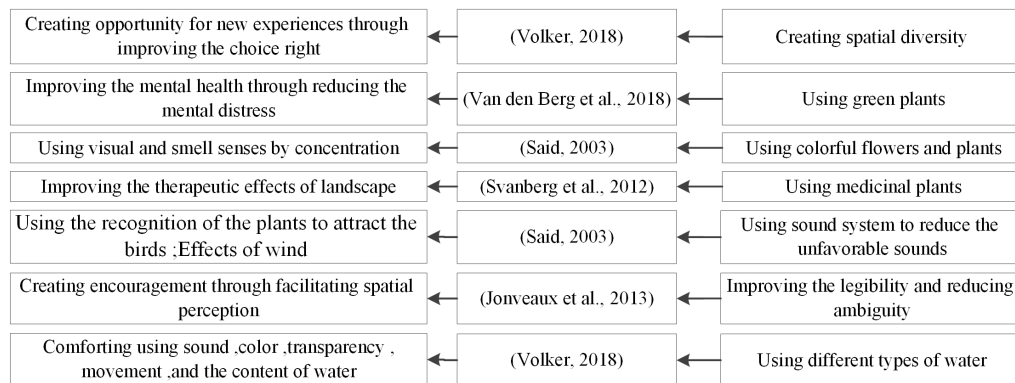 Creating opportunity for new experiences through
improving the choice right
(Volker, 2018)
Creating spatial diversity
Improving the mental health through reducing the
mental distress
(Van den Berg et al., 2018)
Using green plants
Using visual and smell senses by concentration
(Said, 2003)
Using colorful flowers and plants
Improving the therapeutic effects of landscape
(Svanberg et al., 2012)
Using medicinal plants
Using the recognition of the plants to attract the
birds ;Effects of wind
(Said, 2003)
Using sound system to reduce the
unfavorable sounds
Creating encouragement through facilitating spatial
perception
(Jonveaux et al., 2013)
Improving the legibility and reducing
ambiguity
Comforting using sound ,color ,transparency ,
movement ,and the content of water
(Volker, 2018)
Using different types of water